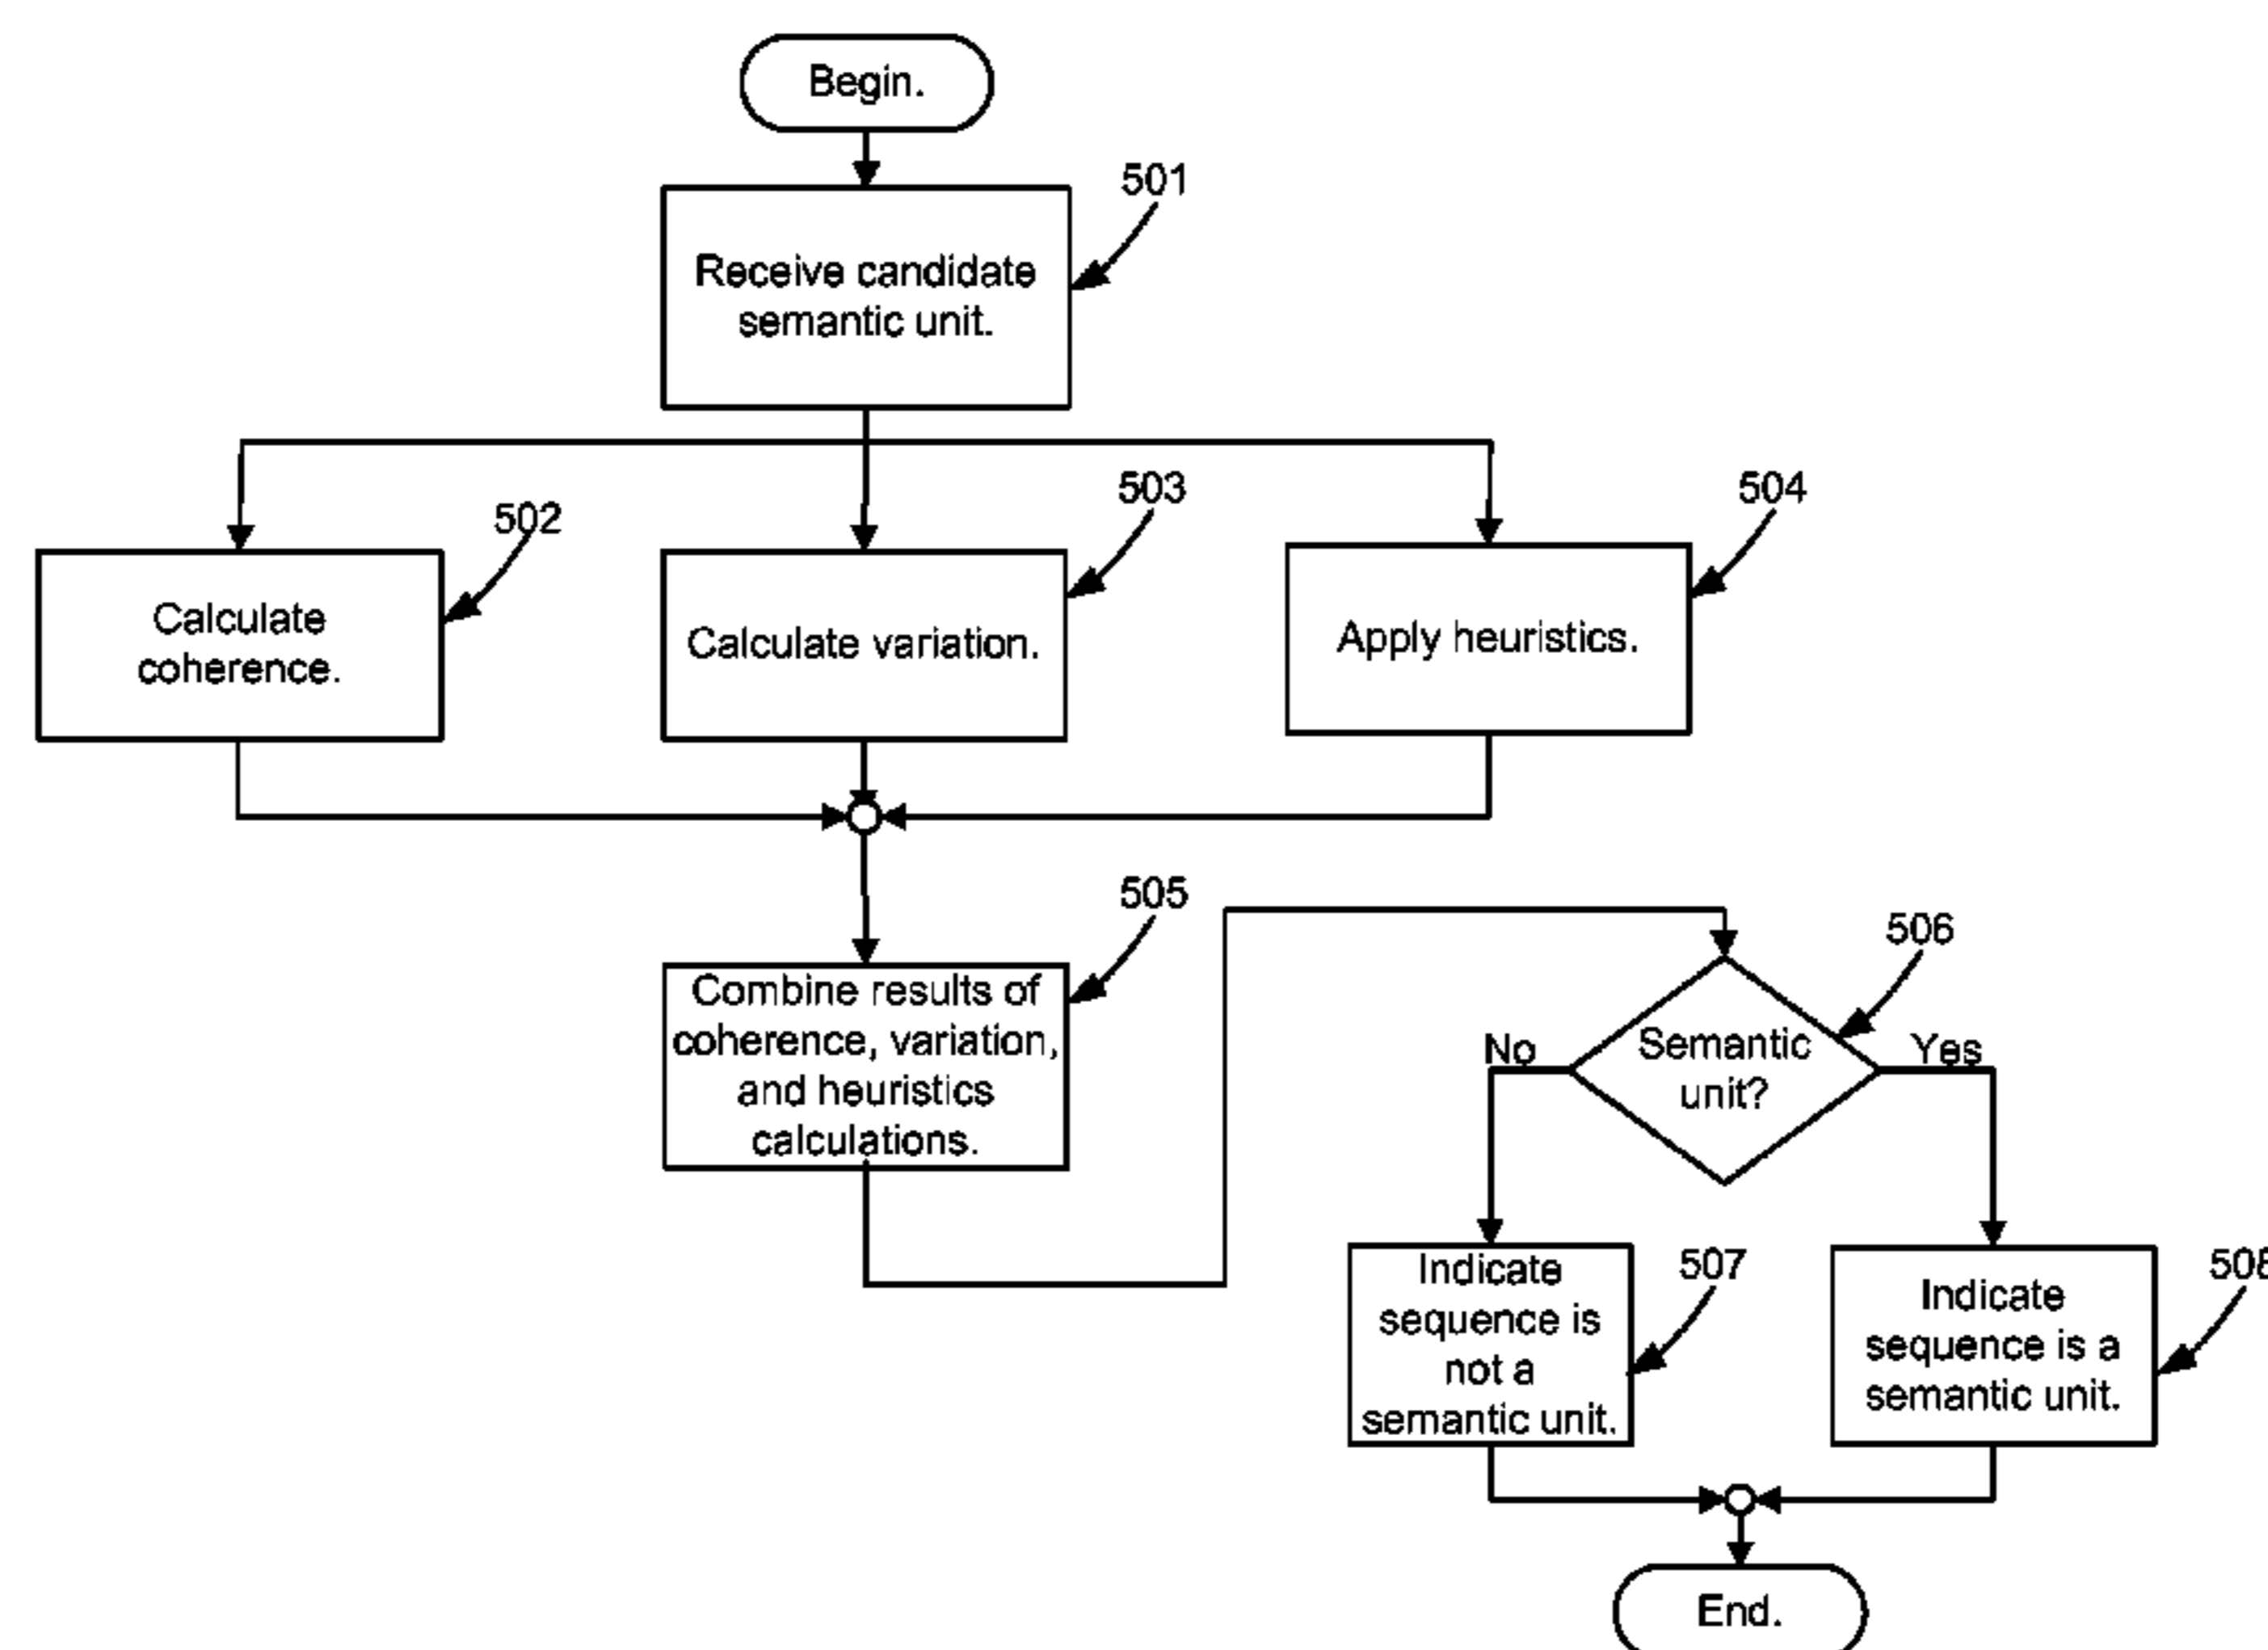 Begin.
501
Receive candidate
semantic unit.
502
503
504
Calculate
coherence.
Calculate variation.
Apply heuristics.
505
Combine results of
coherence, variation,
and heuristics
calculations.
506
No
Semantic
unit?
Yes
507
Indicate
sequence is
not a
semantic unit.
508
Indicate
sequence is a
semantic unit.
End.